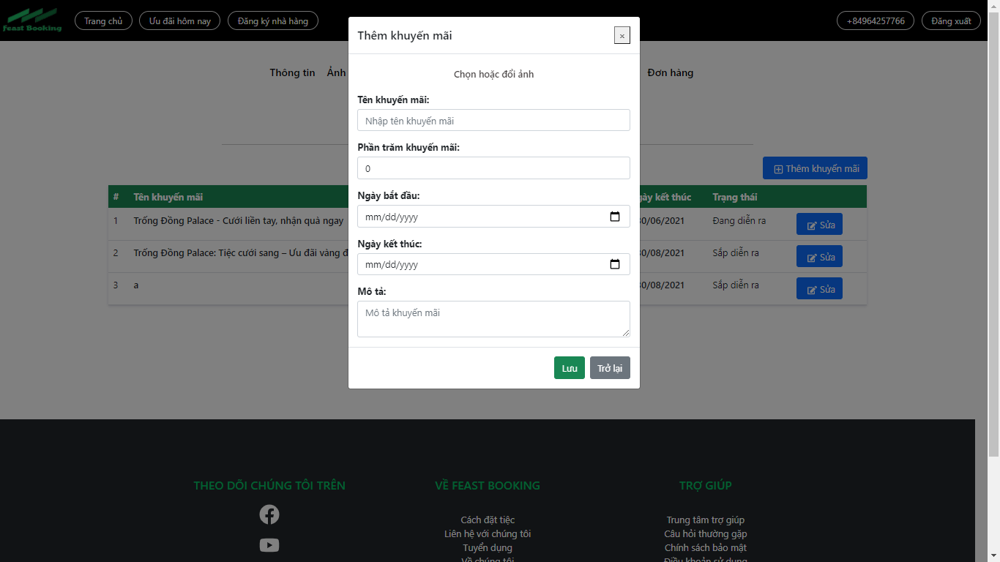 Feast Booking
Trang chủ
Ưu đãi hôm nay
Đăng ký nhà hàng
+84964257766
Đăng xuất
Thông tin
Ảnh
Đơn hàng
Thêm khuyến mãi
×
Chọn hoặc đổi ảnh
Tên khuyến mãi:
Nhập tên khuyến mãi
Phần trăm khuyến mãi:
0
Ngày bắt đầu:
mm/dd/yyyy
Ngày kết thúc:
mm/dd/yyyy
Mô tả:
Mô tả khuyến mãi
Lưu
Trở lại
Thêm khuyến mãi
# Tên khuyến mãi kết thúc Trạng thái
1 Trống Đồng Palace - Cưới liền tay, nhận quà ngay 30/06/2021 Đang diễn ra Sửa
2 Trống Đồng Palace: Tiệc cưới sang – Ưu đãi vàng 30/08/2021 Sắp diễn ra Sửa
3 a 30/08/2021 Sắp diễn ra Sửa
THEO DÕI CHÚNG TÔI TRÊN
VỀ FEAST BOOKING
Cách đặt tiệc
Liên hệ với chúng tôi
Tuyển dụng
Về chúng tôi
TRỢ GIÚP
Trung tâm trợ giúp
Câu hỏi thường gặp
Chính sách bảo mật
Điều khoản sử dụng